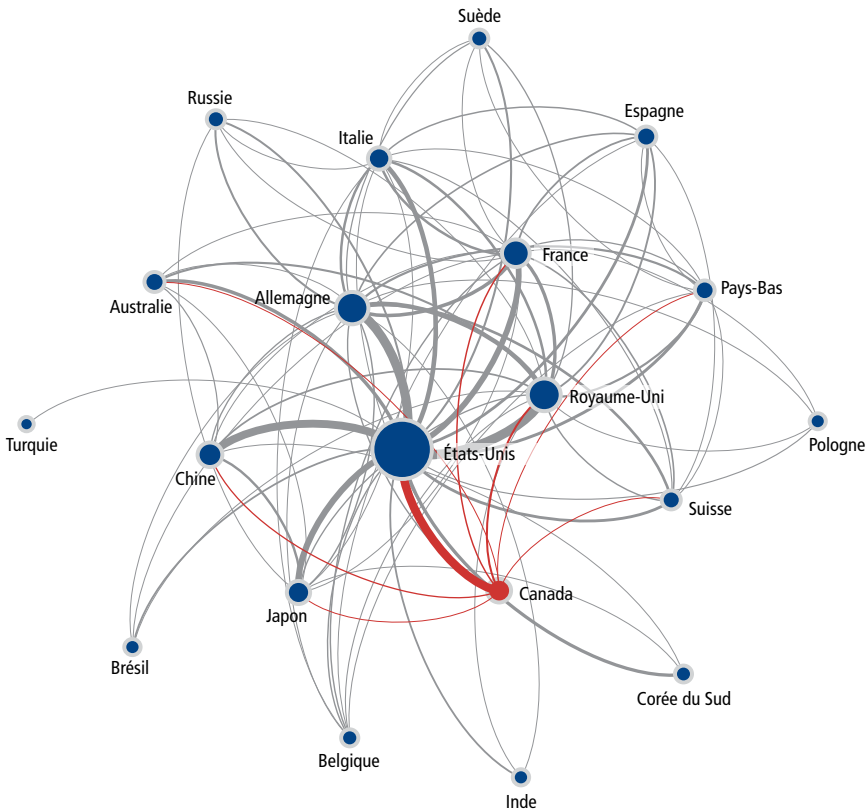 Suède
Russie
Espagne
Italie
France
Allemagne
Pays-Bas
Australie
Royaume-Uni
Turquie
Pologne
États-Unis
Chine
Suisse
Canada
Japon
Brésil
Corée du Sud
Belgique
Inde